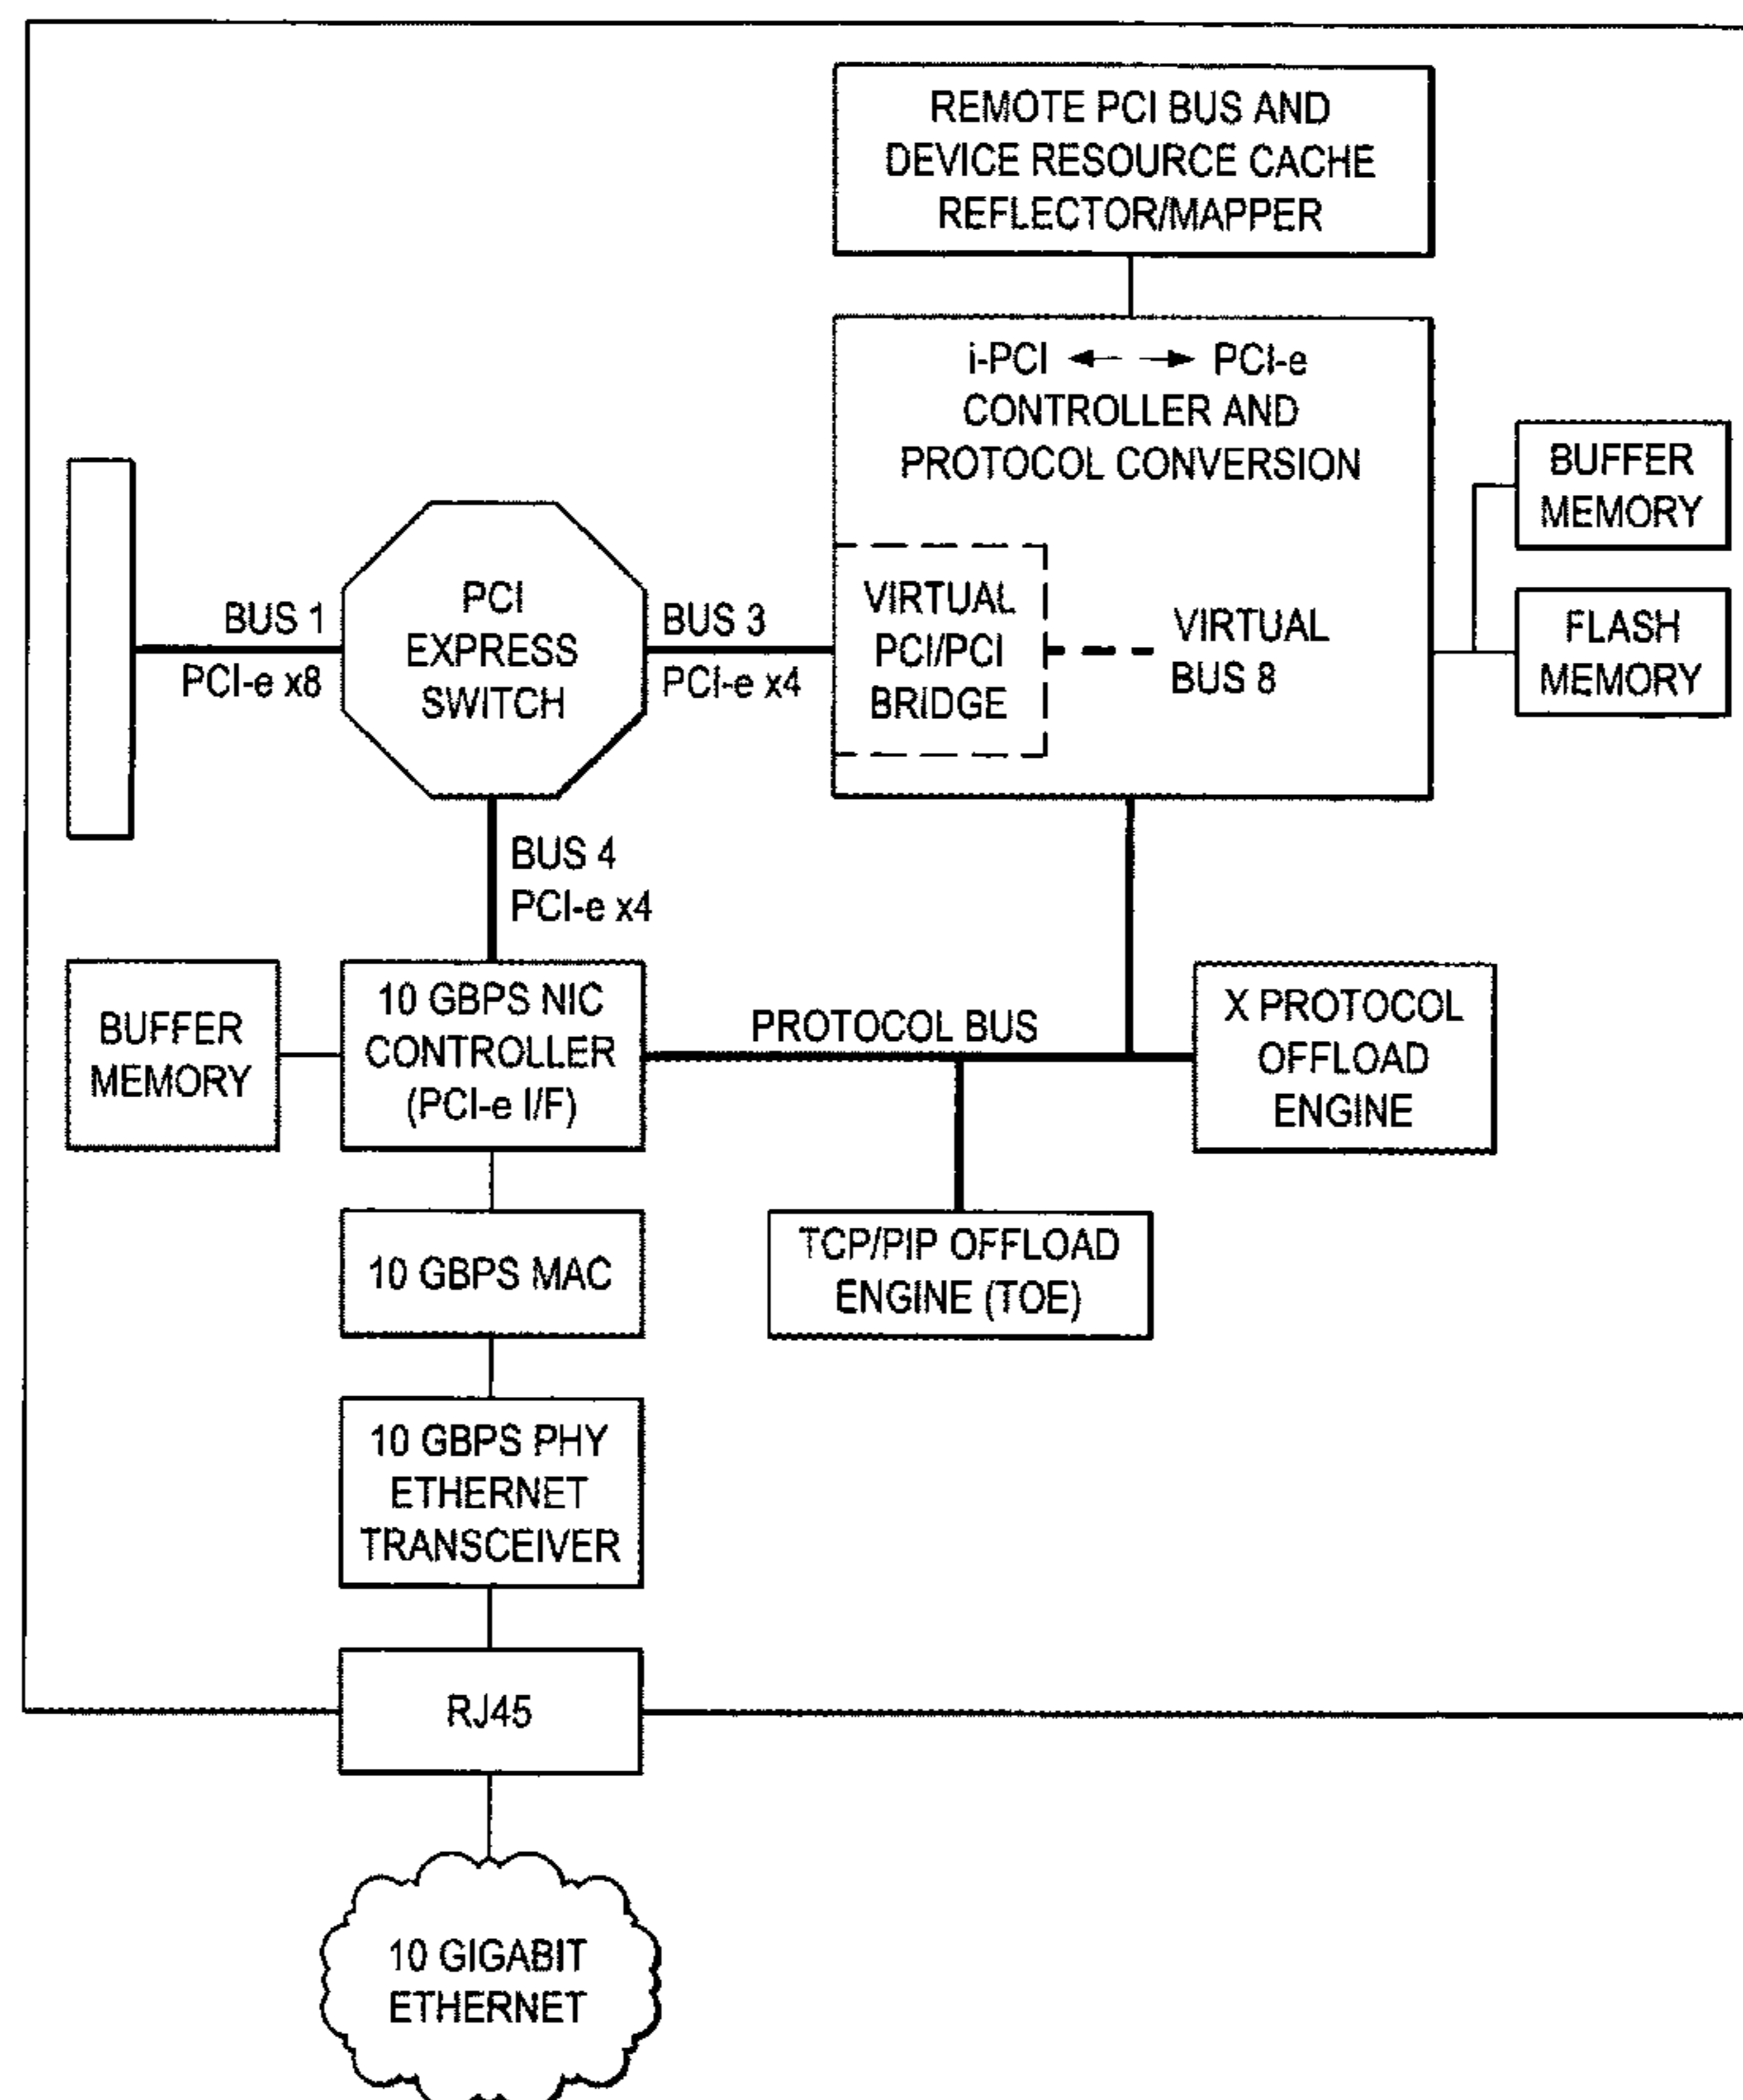 REMOTE PCI BUS AND
DEVICE RESOURCE CACHE
REFLECTOR/MAPPER
i-PCI ◄- -► PCI-e
CONTROLLER AND
PROTOCOL CONVERSION
BUFFER
MEMORY
FLASH
MEMORY
VIRTUAL
PCI/PCI
BRIDGE
VIRTUAL
BUS 8
BUS 1
PCI-e x8
PCI
EXPRESS
SWITCH
BUS 3
PCI-e x4
BUS 4
PCI-e x4
BUFFER
MEMORY
10 GBPS NIC
CONTROLLER
(PCI-e I/F)
PROTOCOL BUS
X PROTOCOL
OFFLOAD
ENGINE
TCP/PIP OFFLOAD
ENGINE (TOE)
10 GBPS MAC
10 GBPS PHY
ETHERNET
TRANSCEIVER
RJ45
10 GIGABIT
ETHERNET